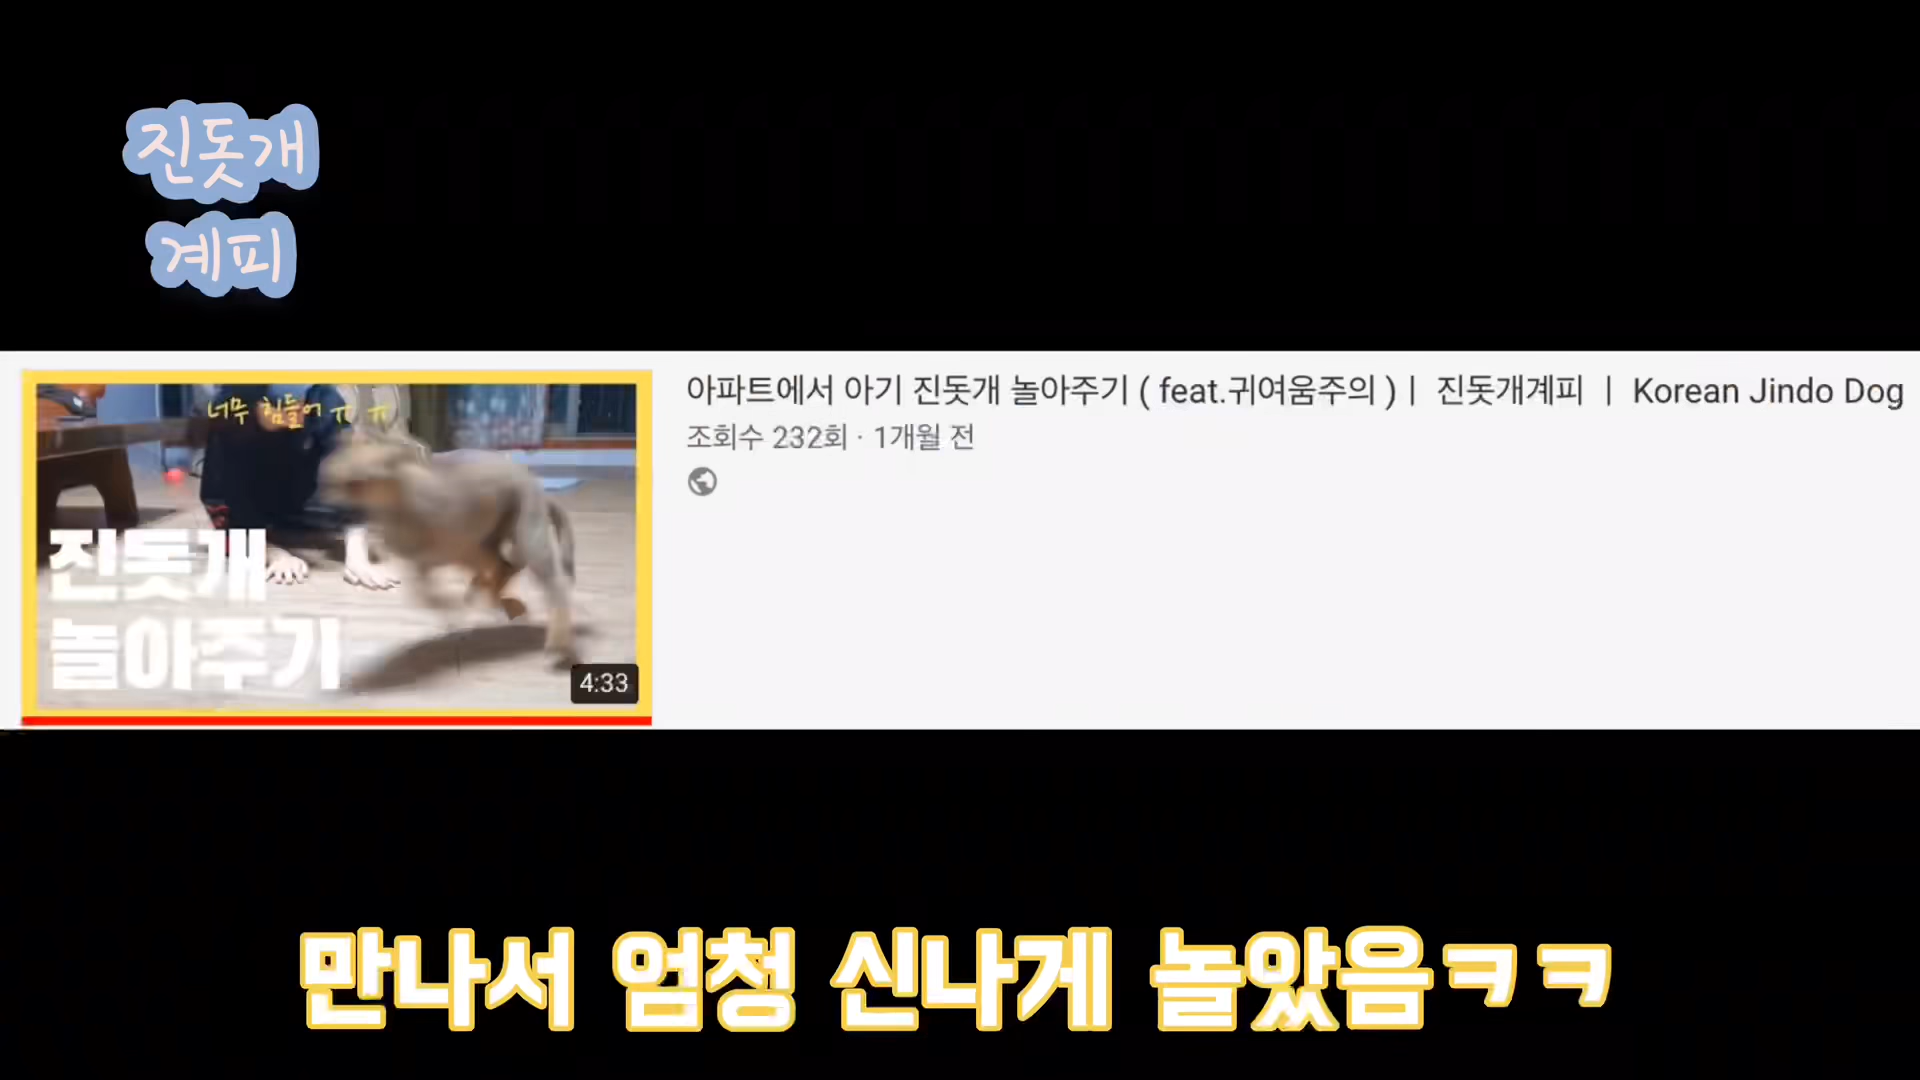 진돗개
계피
너무 힘들어 ㅠㅠ
진돗개
놀아주기
4:33
아파트에서 아기 진돗개 놀아주기 ( feat.귀여움주의 )ㅣ 진돗개계피 ㅣ Korean Jindo Dog
조회수 232회 · 1개월 전
만나서 엄청 신나게 놀았음ㅋㅋ